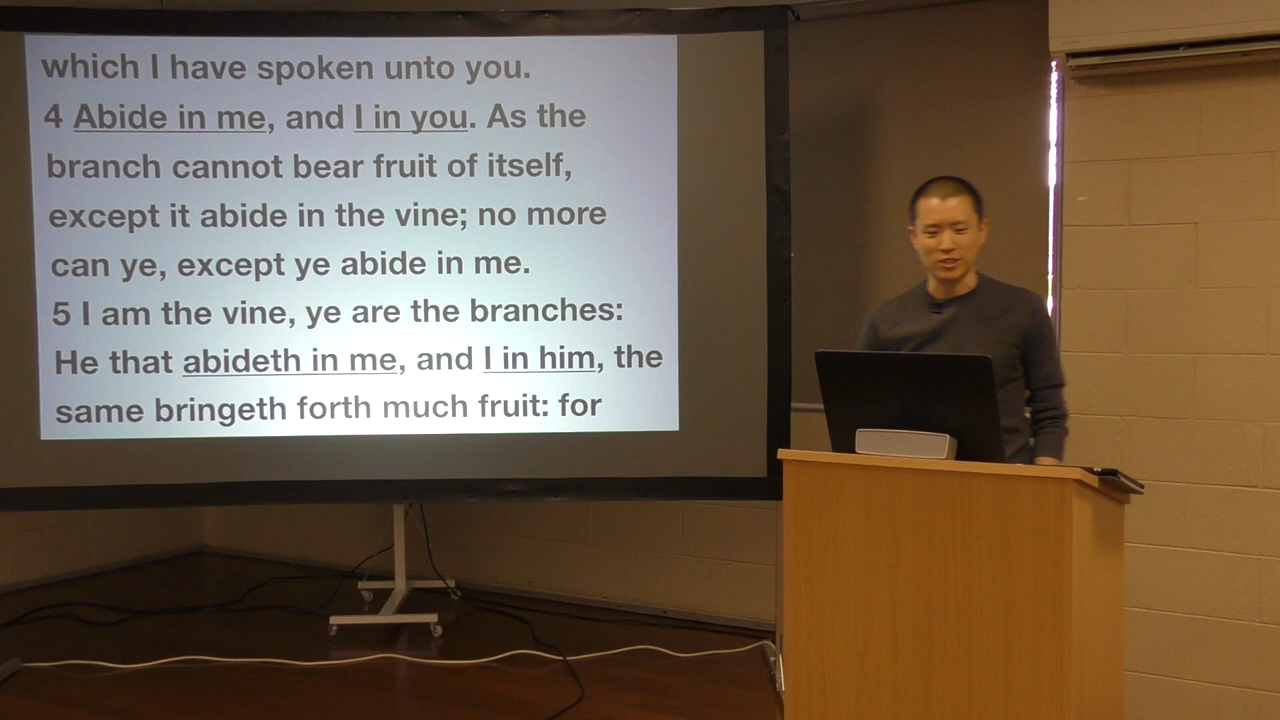 which I have spoken unto you.
4 Abide in me, and I in you. As the
branch cannot bear fruit of itself,
except it abide in the vine; no more
can ye, except ye abide in me.
5 I am the vine, ye are the branches:
He that abideth in me, and I in him, the
same bringeth forth much fruit: for